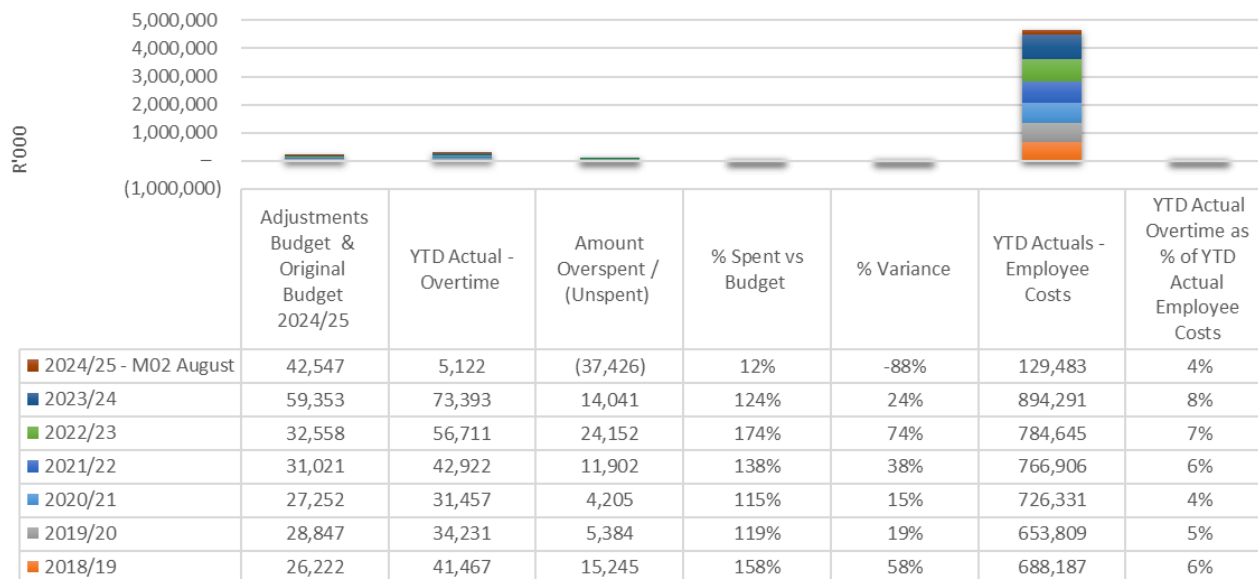 5,000,000
4,000,000
3,000,000
2,000,000
1,000,000
–
(1,000,000)
R'000
Adjustments Budget & Original Budget 2024/25
YTD Actual - Overtime
Amount Overspent / (Unspent)
% Spent vs Budget
% Variance
YTD Actuals - Employee Costs
YTD Actual Overtime as % of YTD Actual Employee Costs
2024/25 - M02 August 42,547 5,122 (37,426) 12% -88% 129,483 4%
2023/24 59,353 73,393 14,041 124% 24% 894,291 8%
2022/23 32,558 56,711 24,152 174% 74% 784,645 7%
2021/22 31,021 42,922 11,902 138% 38% 766,906 6%
2020/21 27,252 31,457 4,205 115% 15% 726,331 4%
2019/20 28,847 34,231 5,384 119% 19% 653,809 5%
2018/19 26,222 41,467 15,245 158% 58% 688,187 6%